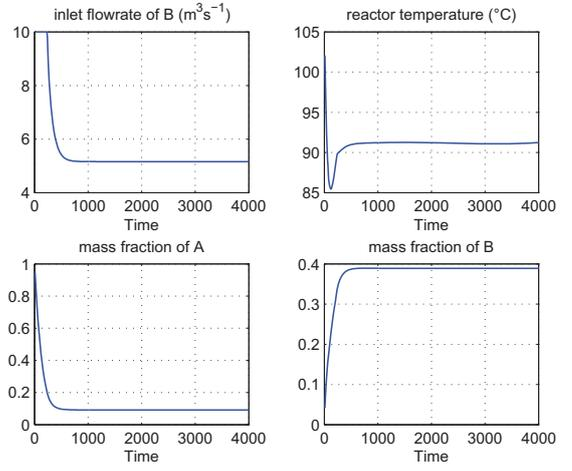 inlet flowrate of B (m³s⁻¹)
10
8
6
4
0 1000 2000 3000 4000
Time
reactor temperature (°C)
105
100
95
90
85
0 1000 2000 3000 4000
Time
mass fraction of A
1
0.8
0.6
0.4
0.2
0
0 1000 2000 3000 4000
Time
mass fraction of B
0.4
0.3
0.2
0.1
0
0 1000 2000 3000 4000
Time